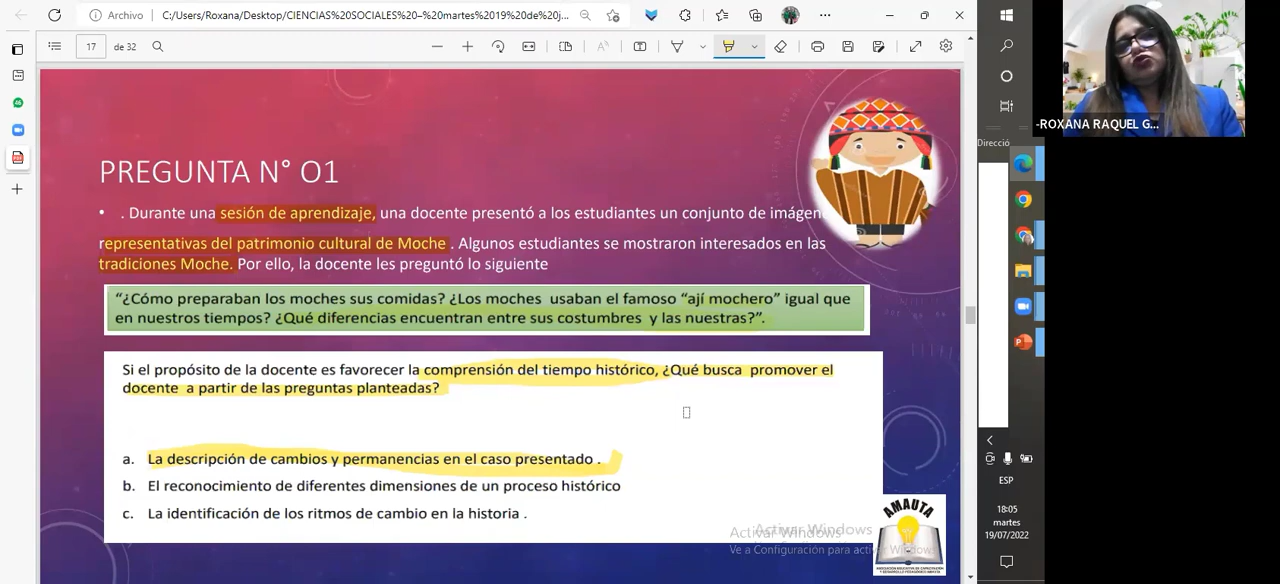 Archivo
C:/Users/Roxana/Desktop/CIENCIAS%20SOCIALES%20–%20martes%2019%20de%20j...
17
de 32
-ROXANA RAQUEL G...
Direcció
PREGUNTA N° O1
• . Durante una sesión de aprendizaje, una docente presentó a los estudiantes un conjunto de imágen
representativas del patrimonio cultural de Moche . Algunos estudiantes se mostraron interesados en las
tradiciones Moche. Por ello, la docente les preguntó lo siguiente
“¿Cómo preparaban los moches sus comidas? ¿Los moches usaban el famoso “ají mochero” igual que
en nuestros tiempos? ¿Qué diferencias encuentran entre sus costumbres y las nuestras?”.
Si el propósito de la docente es favorecer la comprensión del tiempo histórico, ¿Qué busca promover el
docente a partir de las preguntas planteadas?
a. La descripción de cambios y permanencias en el caso presentado .
b. El reconocimiento de diferentes dimensiones de un proceso histórico
c. La identificación de los ritmos de cambio en la historia .
AMAUTA
Activar Windows
Activar Windows
Ve a Configuración para activar Windows.
ESP
18:05
martes
19/07/2022